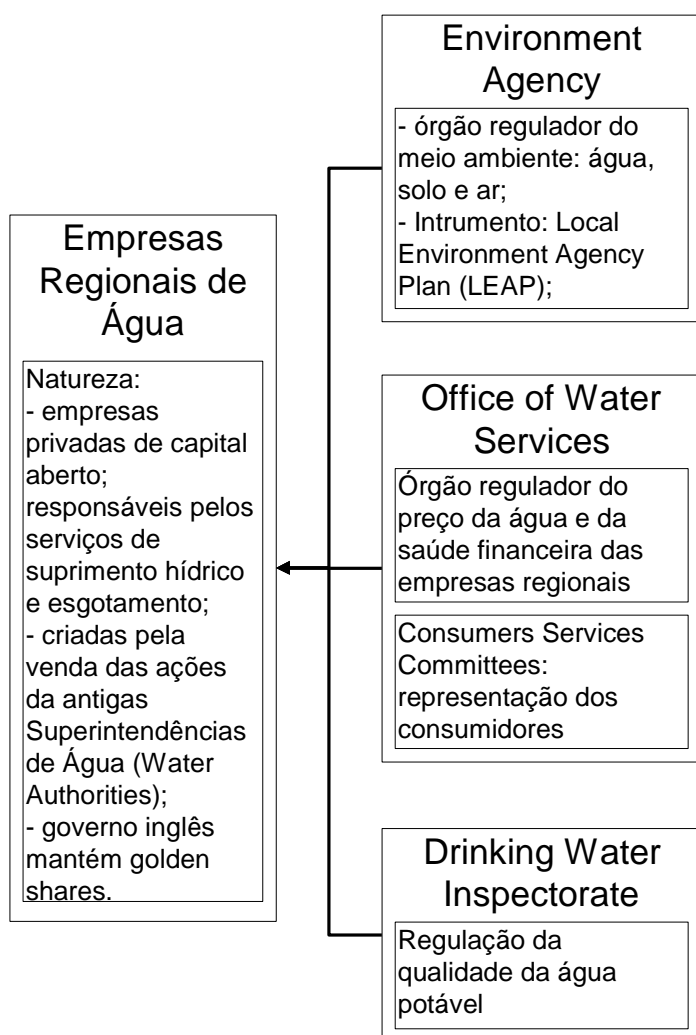 Empresas
Regionais de
Água
Natureza:
- empresas
privadas de capital
aberto;
responsáveis pelos
serviços de
suprimento hídrico
e esgotamento;
- criadas pela
venda das ações
da antigas
Superintendências
de Água (Water
Authorities);
- governo inglês
mantém golden
shares.
Environment
Agency
- órgão regulador do
meio ambiente: água,
solo e ar;
- Intrumento: Local
Environment Agency
Plan (LEAP);
Office of Water
Services
Órgão regulador do
preço da água e da
saúde financeira das
empresas regionais
Consumers Services
Committees:
representação dos
consumidores
Drinking Water
Inspectorate
Regulação da
qualidade da água
potável